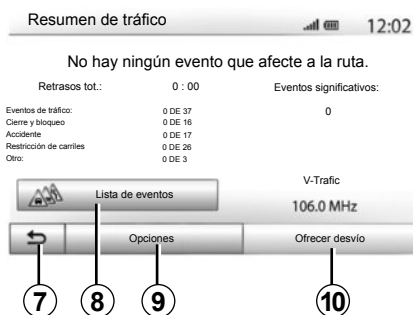 Resumen de tráfico 12:02
No hay ningún evento que afecte a la ruta.
Retrasos tot.: 0 : 00 Eventos significativos:
0
Eventos de tráfico: 0 DE 37
Cierre y bloqueo 0 DE 16
Accidente 0 DE 17
Restricción de carriles 0 DE 26
Otro: 0 DE 3
Lista de eventos
V-Trafic
106.0 MHz
Opciones
Ofrecer desvío
7 8 9 10